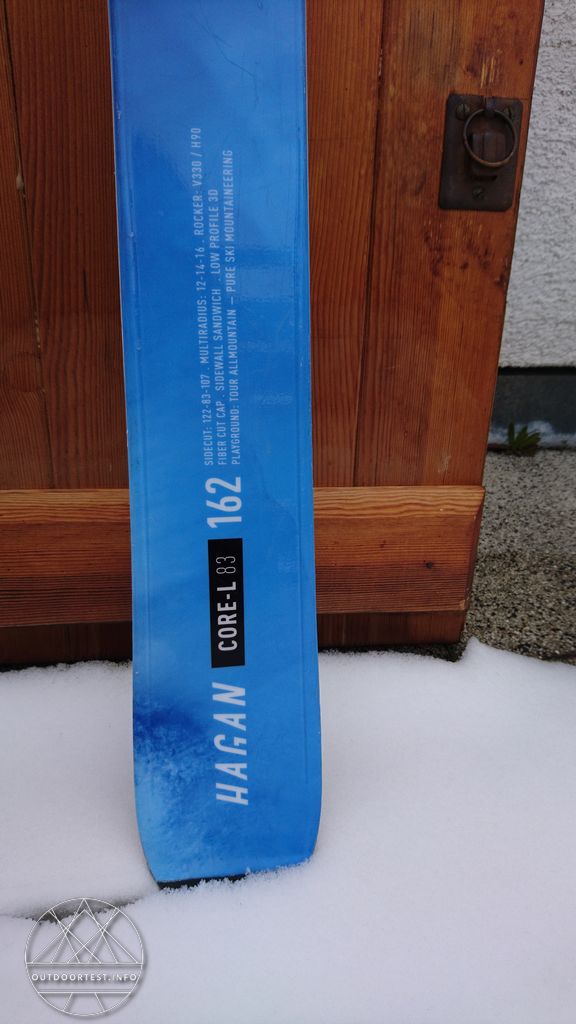 HAGAN
CORE-L 83
162
SIDECUT: 122-83-107 . MULTIRADIUS: 12-14-16 . ROCKER: V330 / H90
FIBER CUT CAP . SIDEWALL SANDWICH . LOW PROFILE 3D
PLAYGROUND: TOUR ALLMOUNTAIN – PURE SKI MOUNTAINEERING
OUTDOORTEST.INFO